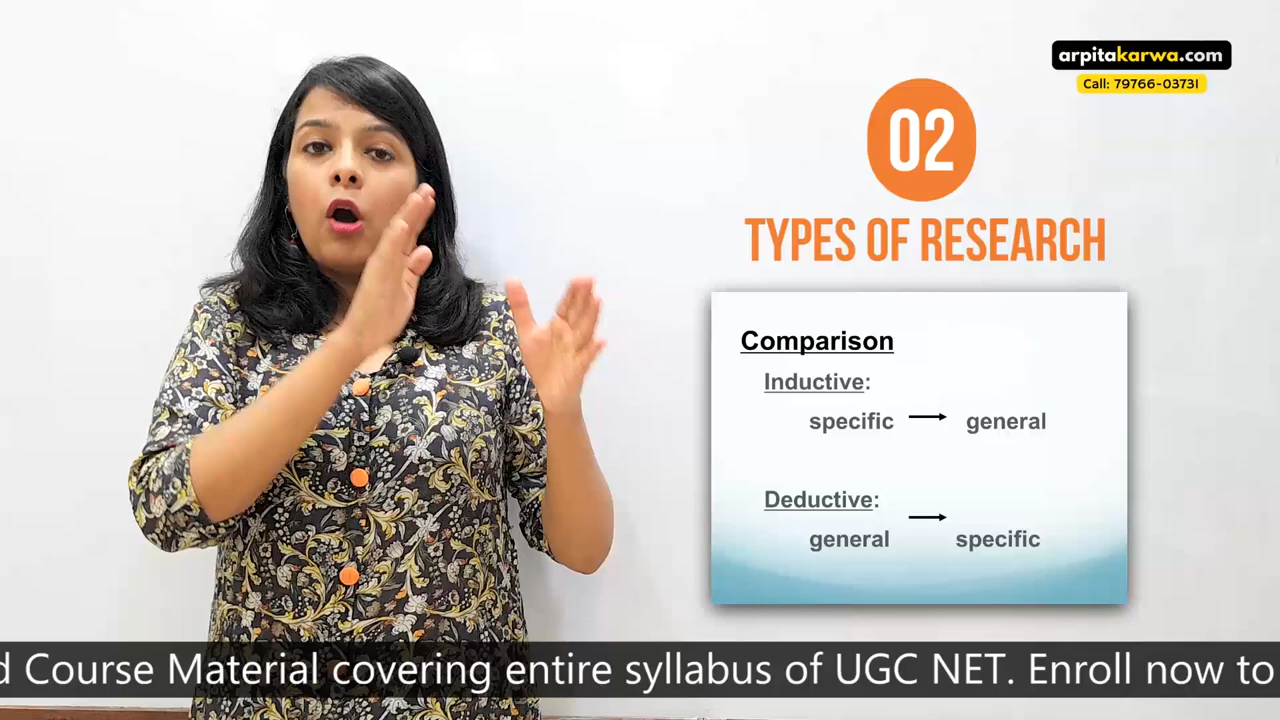 arpitakarwa.com
Call: 79766-03731
02
TYPES OF RESEARCH
Comparison
Inductive:
specific general
Deductive:
general specific
d Course Material covering entire syllabus of UGC NET. Enroll now to